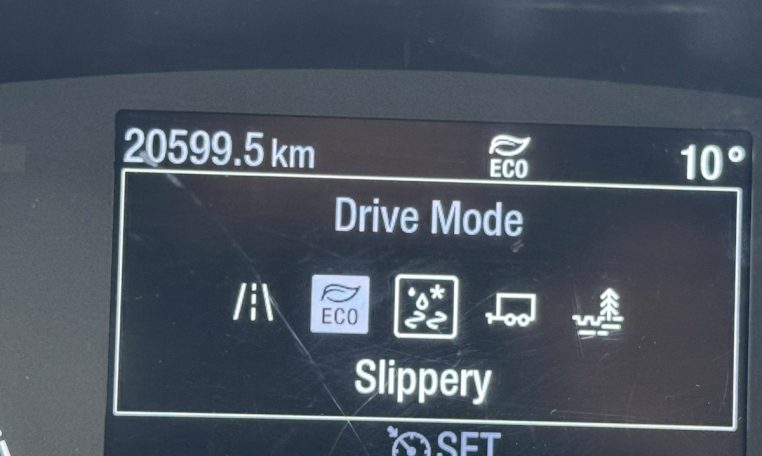 20599.5 km
ECO
10°
Drive Mode
ECO
Slippery
SET